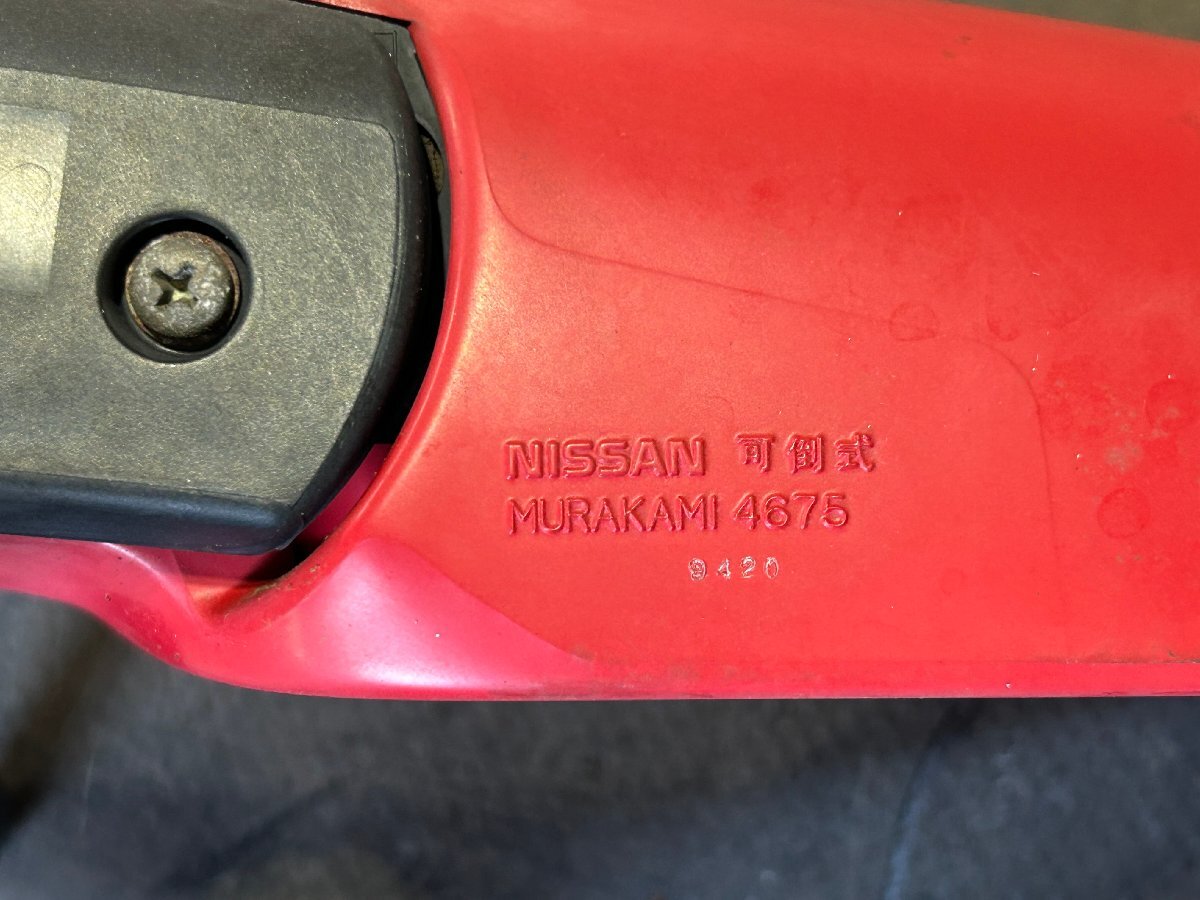 NISSAN 可倒式
MURAKAMI 4675
9420